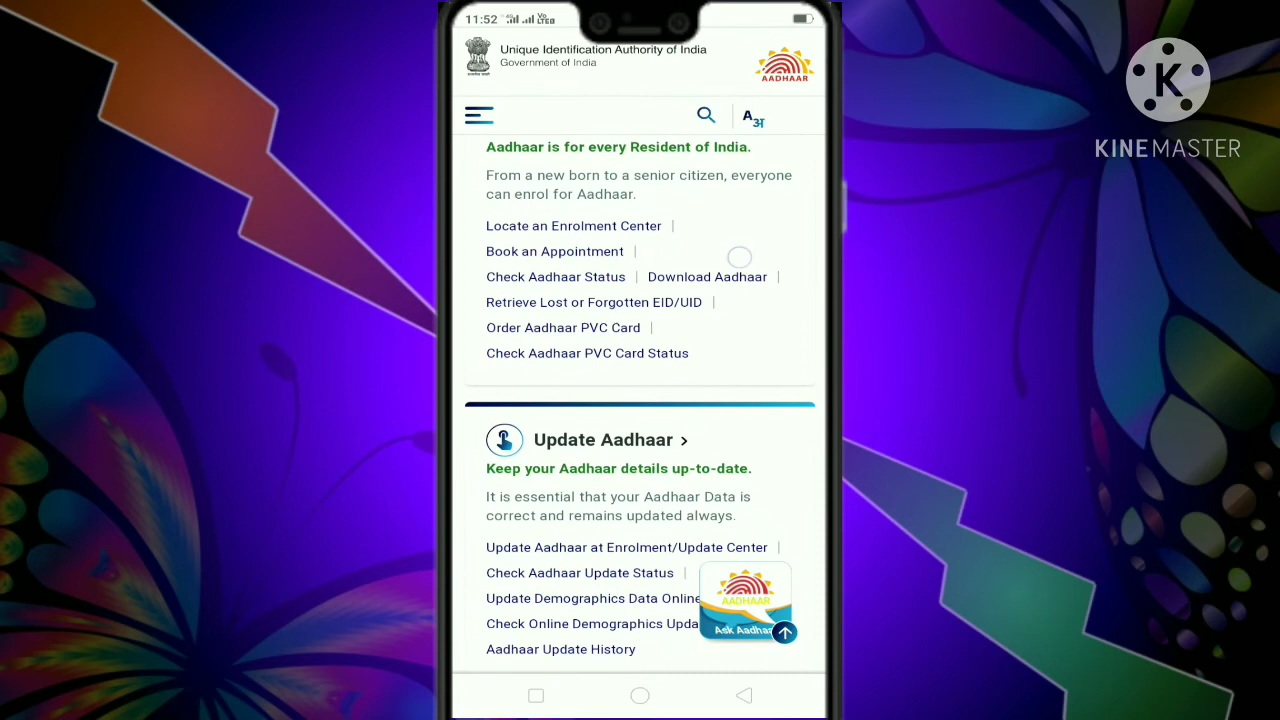 11:52
Unique Identification Authority of India
Government of India
AADHAAR
A अ
Aadhaar is for every Resident of India.
From a new born to a senior citizen, everyone
can enrol for Aadhaar.
Locate an Enrolment Center |
Book an Appointment |
Check Aadhaar Status | Download Aadhaar |
Retrieve Lost or Forgotten EID/UID |
Order Aadhaar PVC Card |
Check Aadhaar PVC Card Status
Update Aadhaar >
Keep your Aadhaar details up-to-date.
It is essential that your Aadhaar Data is
correct and remains updated always.
Update Aadhaar at Enrolment/Update Center |
Check Aadhaar Update Status |
Update Demographics Data Online
Check Online Demographics Upda
Aadhaar Update History
AADHAAR
Ask Aadhaa
K
KINEMASTER